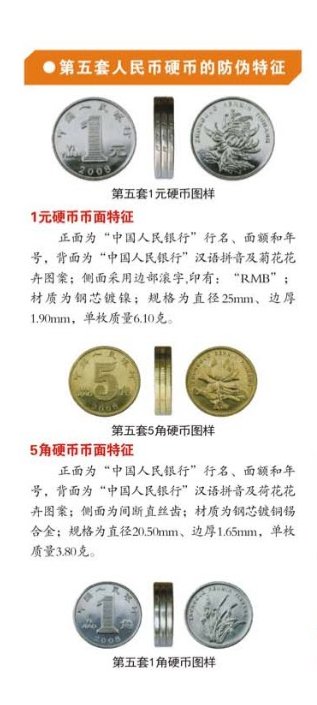 ●第五套人民币硬币的防伪特征
中国人民银行
1
元
2008
第五套1元硬币图样
1元硬币币面特征
正面为“中国人民银行”行名、面额和年
号，背面为“中国人民银行”汉语拼音及菊花花
卉图案；侧面采用边部滚字,印有：“RMB”；
材质为钢芯镀镍；规格为直径25mm、边厚
1.90mm，单枚质量6.10克。
中国人民银行
5
第五套5角硬币图样
5角硬币币面特征
正面为“中国人民银行”行名、面额和年
号，背面为“中国人民银行”汉语拼音及荷花花
卉图案；侧面为间断直丝齿；材质为钢芯镀铜锡
合金；规格为直径20.50mm、边厚1.65mm，单枚
质量3.80克。
中国人民银行
1
第五套1角硬币图样